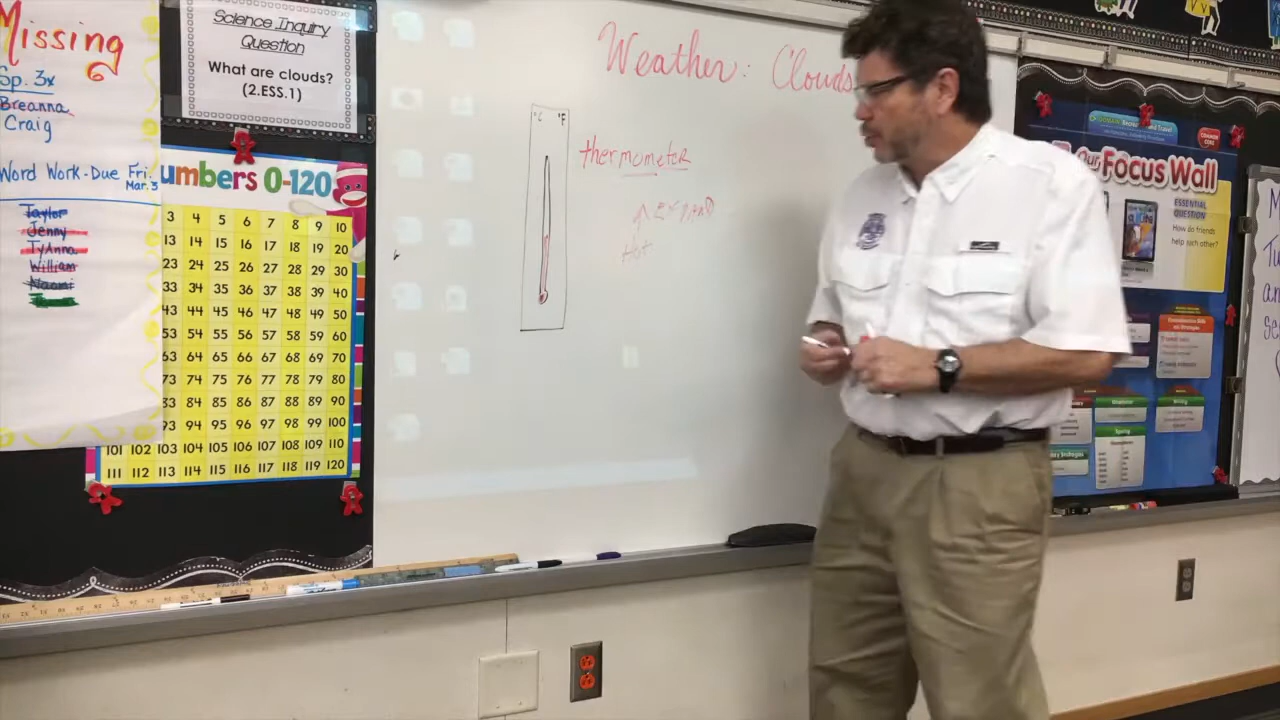 Missing
Sp. 3x
Breanna
Craig
Word Work - Due Fri.
Mar. 3
Taylor
Jenny
TyAnna
William
Naomi
Science Inquiry
Question
What are clouds?
(2.ESS.1)
umbers 0-120
3 4 5 6 7 8 9 10
13 14 15 16 17 18 19 20
23 24 25 26 27 28 29 30
33 34 35 36 37 38 39 40
43 44 45 46 47 48 49 50
53 54 55 56 57 58 59 60
63 64 65 66 67 68 69 70
73 74 75 76 77 78 79 80
83 84 85 86 87 88 89 90
93 94 95 96 97 98 99 100
101 102 103 104 105 106 107 108 109 110
111 112 113 114 115 116 117 118 119 120
Weather: Clouds
°C °F
thermometer
EXPAND
Hot
COMMON
CORE
Our Focus Wall
ESSENTIAL
QUESTION
How do friends
help each other?
Spelling